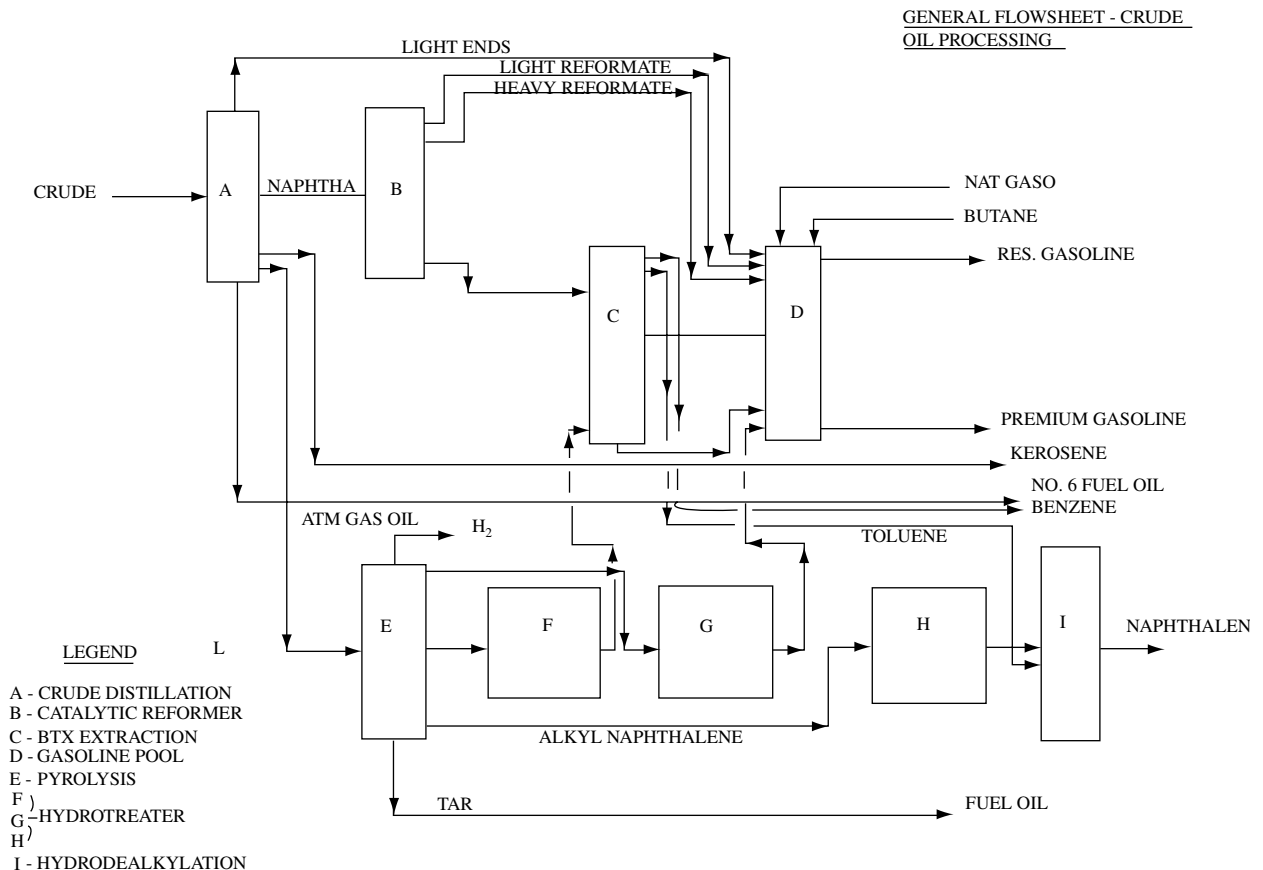 GENERAL FLOWSHEET - CRUDE
OIL PROCESSING
LIGHT ENDS
LIGHT REFORMATE
HEAVY REFORMATE
CRUDE
A
NAPHTHA
B
NAT GASO
BUTANE
RES. GASOLINE
C
D
PREMIUM GASOLINE
KEROSENE
NO. 6 FUEL OIL
BENZENE
ATM GAS OIL
H2
TOLUENE
E
F
G
H
I
NAPHTHALEN
LEGEND
L
ALKYL NAPHTHALENE
TAR
FUEL OIL
A - CRUDE DISTILLATION
B - CATALYTIC REFORMER
C - BTX EXTRACTION
D - GASOLINE POOL
E - PYROLYSIS
F )
G – HYDROTREATER
H )
I - HYDRODEALKYLATION